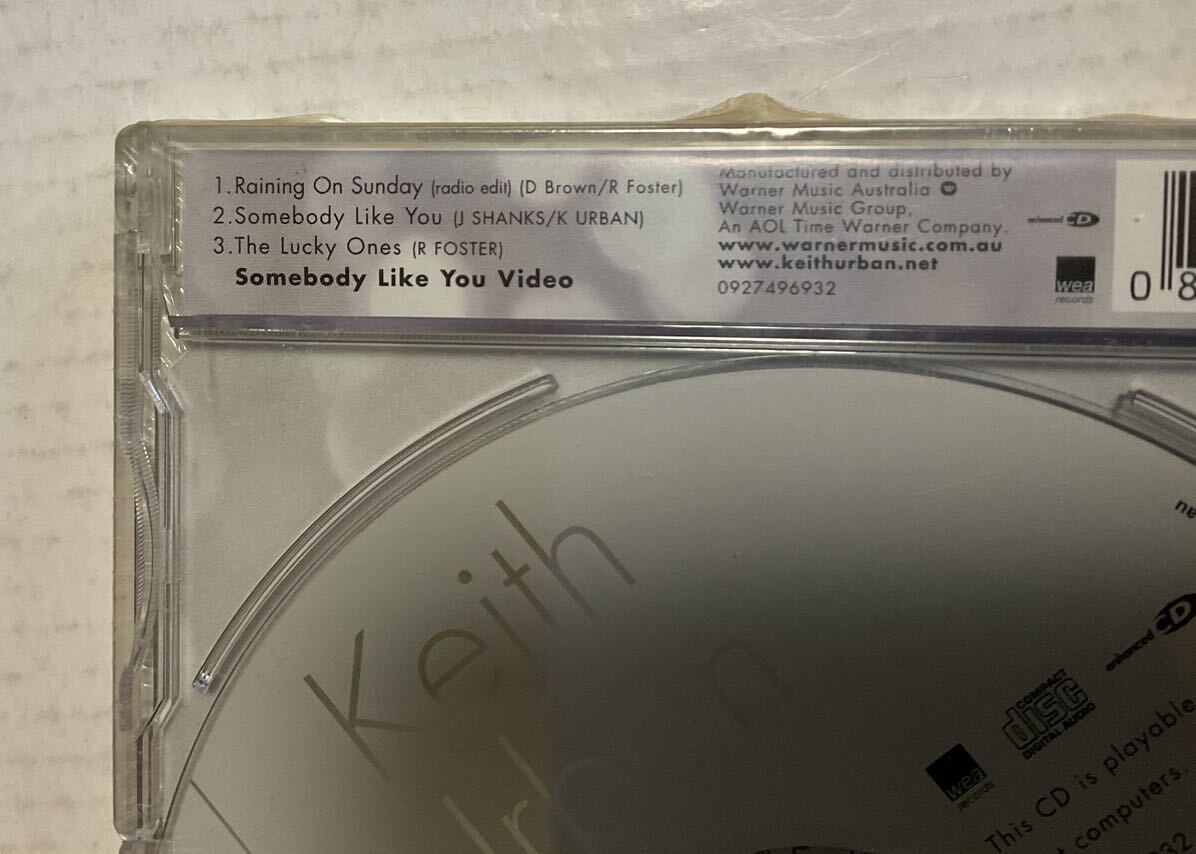 1.Raining On Sunday (radio edit) (D Brown/R Foster)
2.Somebody Like You (J SHANKS/K URBAN)
3.The Lucky Ones (R FOSTER)
Somebody Like You Video
Manufactured and distributed by
Warner Music Australia
Warner Music Group,
An AOL Time Warner Company.
www.warnermusic.com.au
www.keithurban.net
0927496932
enhanced CD
wea
records
0 8
Keith
enhanced CD
COMPACT
disc
DIGITAL AUDIO
wea
records
This CD is playable
computers.